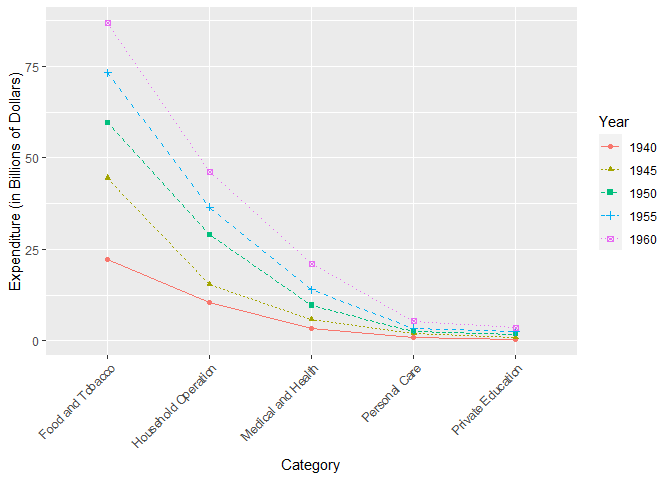 Expenditure (in Billions of Dollars)
75
50
25
0
Food and Tobacco
Household Operation
Medical and Health
Personal Care
Private Education
Category
Year
1940
1945
1950
1955
1960